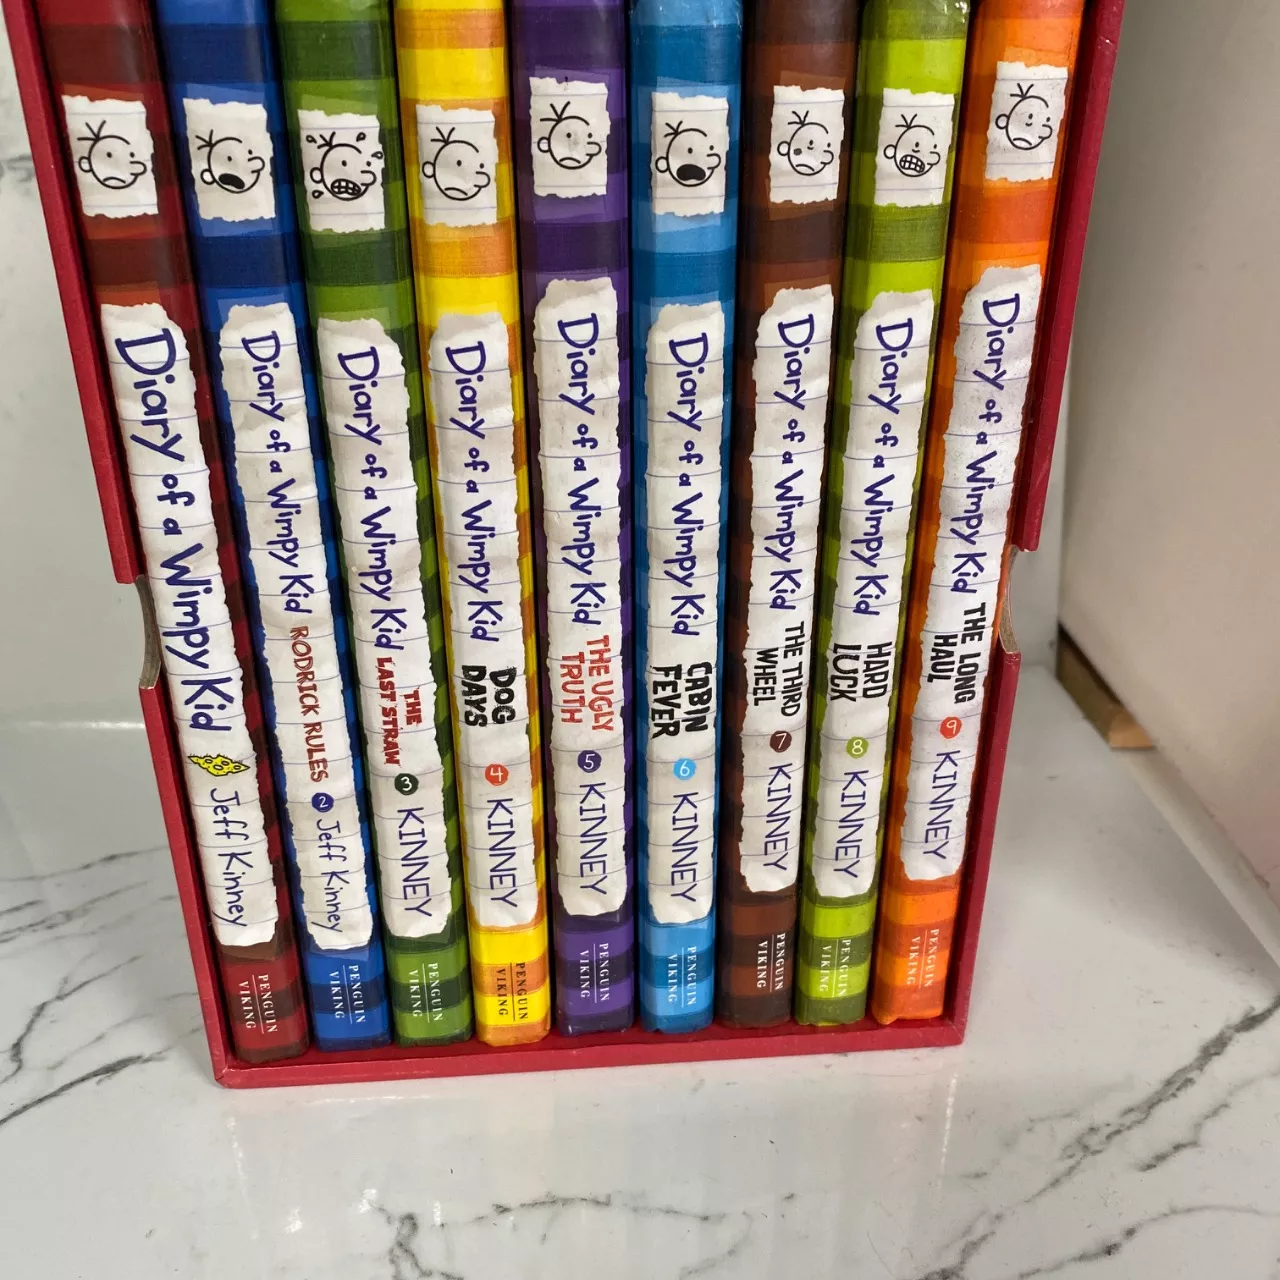 Diary of a Wimpy Kid
Jeff Kinney
PENGUIN
VIKING
Diary of a Wimpy Kid
RODRICK RULES
2
Jeff Kinney
PENGUIN
VIKING
Diary of a Wimpy Kid
THE
LAST STRAW
3
KINNEY
PENGUIN
VIKING
Diary of a Wimpy Kid
DOG
DAYS
4
KINNEY
PENGUIN
VIKING
Diary of a Wimpy Kid
THE UGLY
TRUTH
5
KINNEY
PENGUIN
VIKING
Diary of a Wimpy Kid
CABIN
FEVER
6
KINNEY
PENGUIN
VIKING
Diary of a Wimpy Kid
THE THIRD
WHEEL
7
KINNEY
PENGUIN
VIKING
Diary of a Wimpy Kid
HARD
LUCK
8
KINNEY
PENGUIN
VIKING
Diary of a Wimpy Kid
THE LONG
HAUL
9
KINNEY
PENGUIN
VIKING